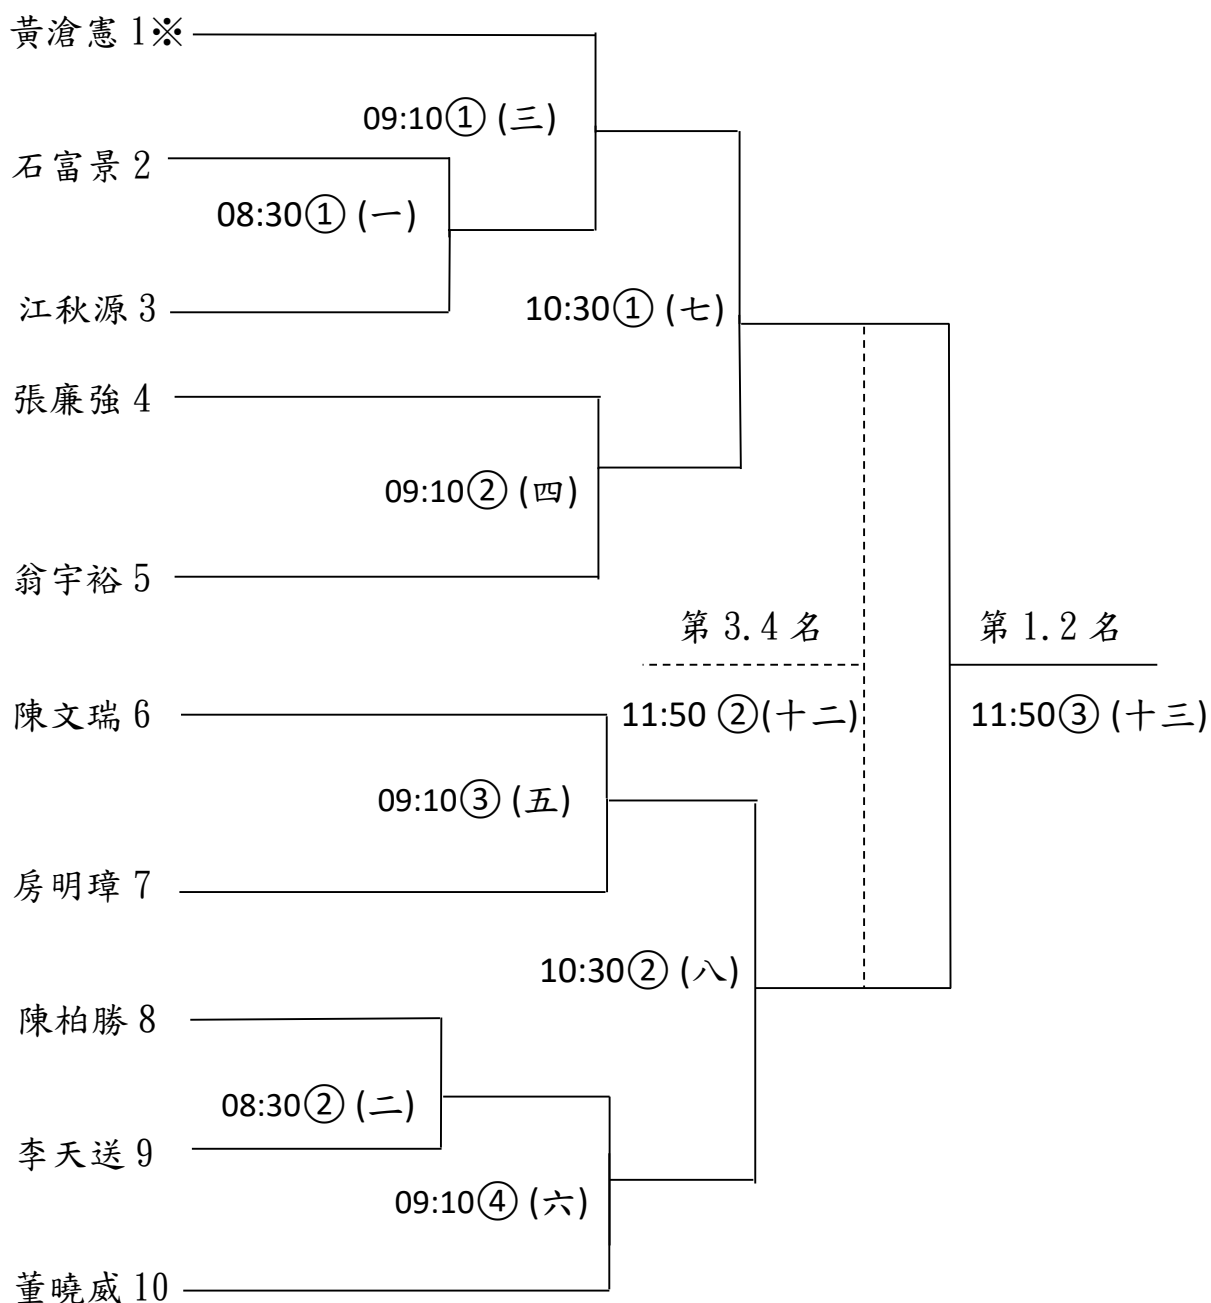 黃滄憲 1※
09:10① (三)
石富景 2
08:30① (一)
江秋源 3
10:30① (七)
張廉強 4
09:10② (四)
翁宇裕 5
第 3.4 名
第 1.2 名
陳文瑞 6
11:50 ②(十二)
11:50③ (十三)
09:10③ (五)
房明璋 7
10:30② (八)
陳柏勝 8
08:30② (二)
李天送 9
09:10④ (六)
董曉威 10